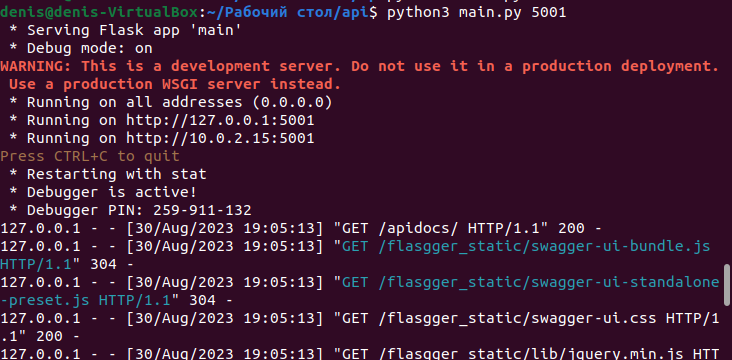 denis@denis-VirtualBox:~/Рабочий стол/api$ python3 main.py 5001
 * Serving Flask app 'main'
 * Debug mode: on
WARNING: This is a development server. Do not use it in a production deployment.
 Use a production WSGI server instead.
 * Running on all addresses (0.0.0.0)
 * Running on http://127.0.0.1:5001
 * Running on http://10.0.2.15:5001
Press CTRL+C to quit
 * Restarting with stat
 * Debugger is active!
 * Debugger PIN: 259-911-132
127.0.0.1 - - [30/Aug/2023 19:05:13] "GET /apidocs/ HTTP/1.1" 200 -
127.0.0.1 - - [30/Aug/2023 19:05:13] "GET /flasgger_static/swagger-ui-bundle.js
HTTP/1.1" 304 -
127.0.0.1 - - [30/Aug/2023 19:05:13] "GET /flasgger_static/swagger-ui-standalone
-preset.js HTTP/1.1" 304 -
127.0.0.1 - - [30/Aug/2023 19:05:13] "GET /flasgger_static/swagger-ui.css HTTP/1
.1" 200 -
127.0.0.1 - - [30/Aug/2023 19:05:13] "GET /flasgger_static/lib/jquery.min.js HTT